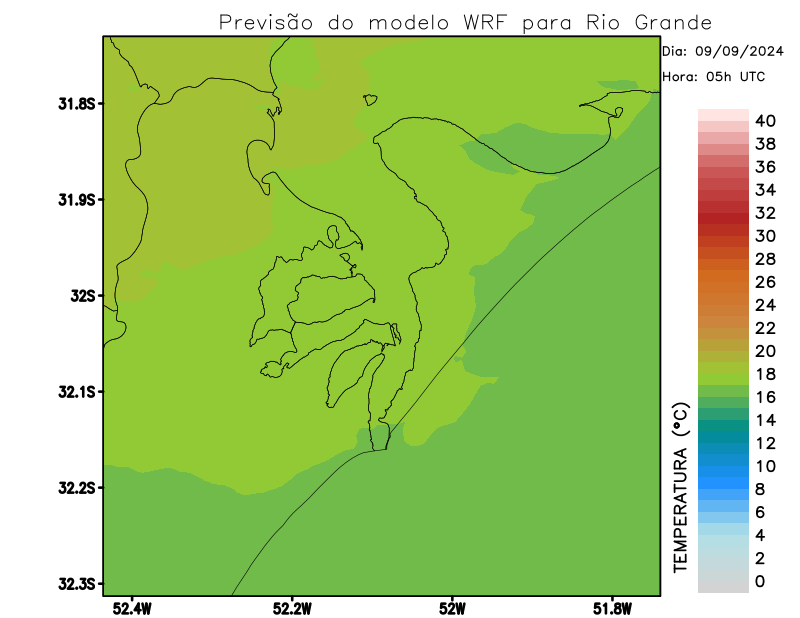 Previsão do modelo WRF para Rio Grande
Dia: 09/09/2024
Hora: 05h UTC
31.8S
31.9S
32S
32.1S
32.2S
32.3S
52.4W
52.2W
52W
51.8W
TEMPERATURA (°C)
40
38
36
34
32
30
28
26
24
22
20
18
16
14
12
10
8
6
4
2
0